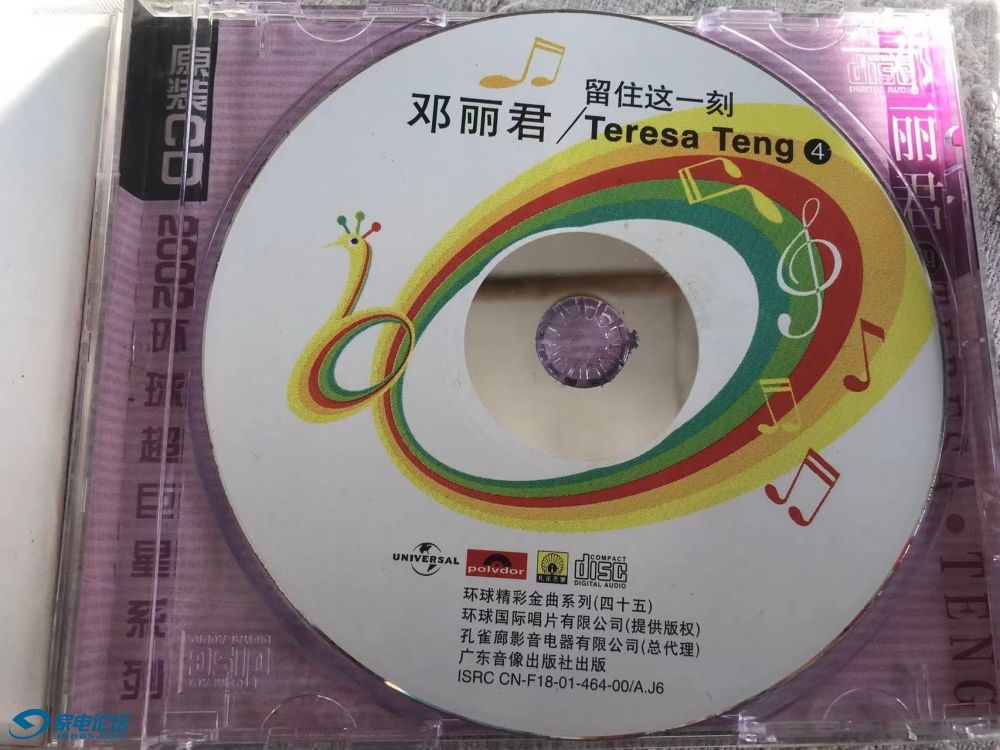 原装CD
2002环球超巨星系列
留住这一刻
邓丽君/Teresa Teng 4
丽君
TENG
UNIVERSAL
polydor
COMPACT
disc
DIGITAL AUDIO
环球精彩金曲系列(四十五)
环球国际唱片有限公司(提供版权)
孔雀廊影音电器有限公司(总代理)
广东音像出版社出版
ISRC CN-F18-01-464-00/A.J6
家电论坛
JDBBS.COM